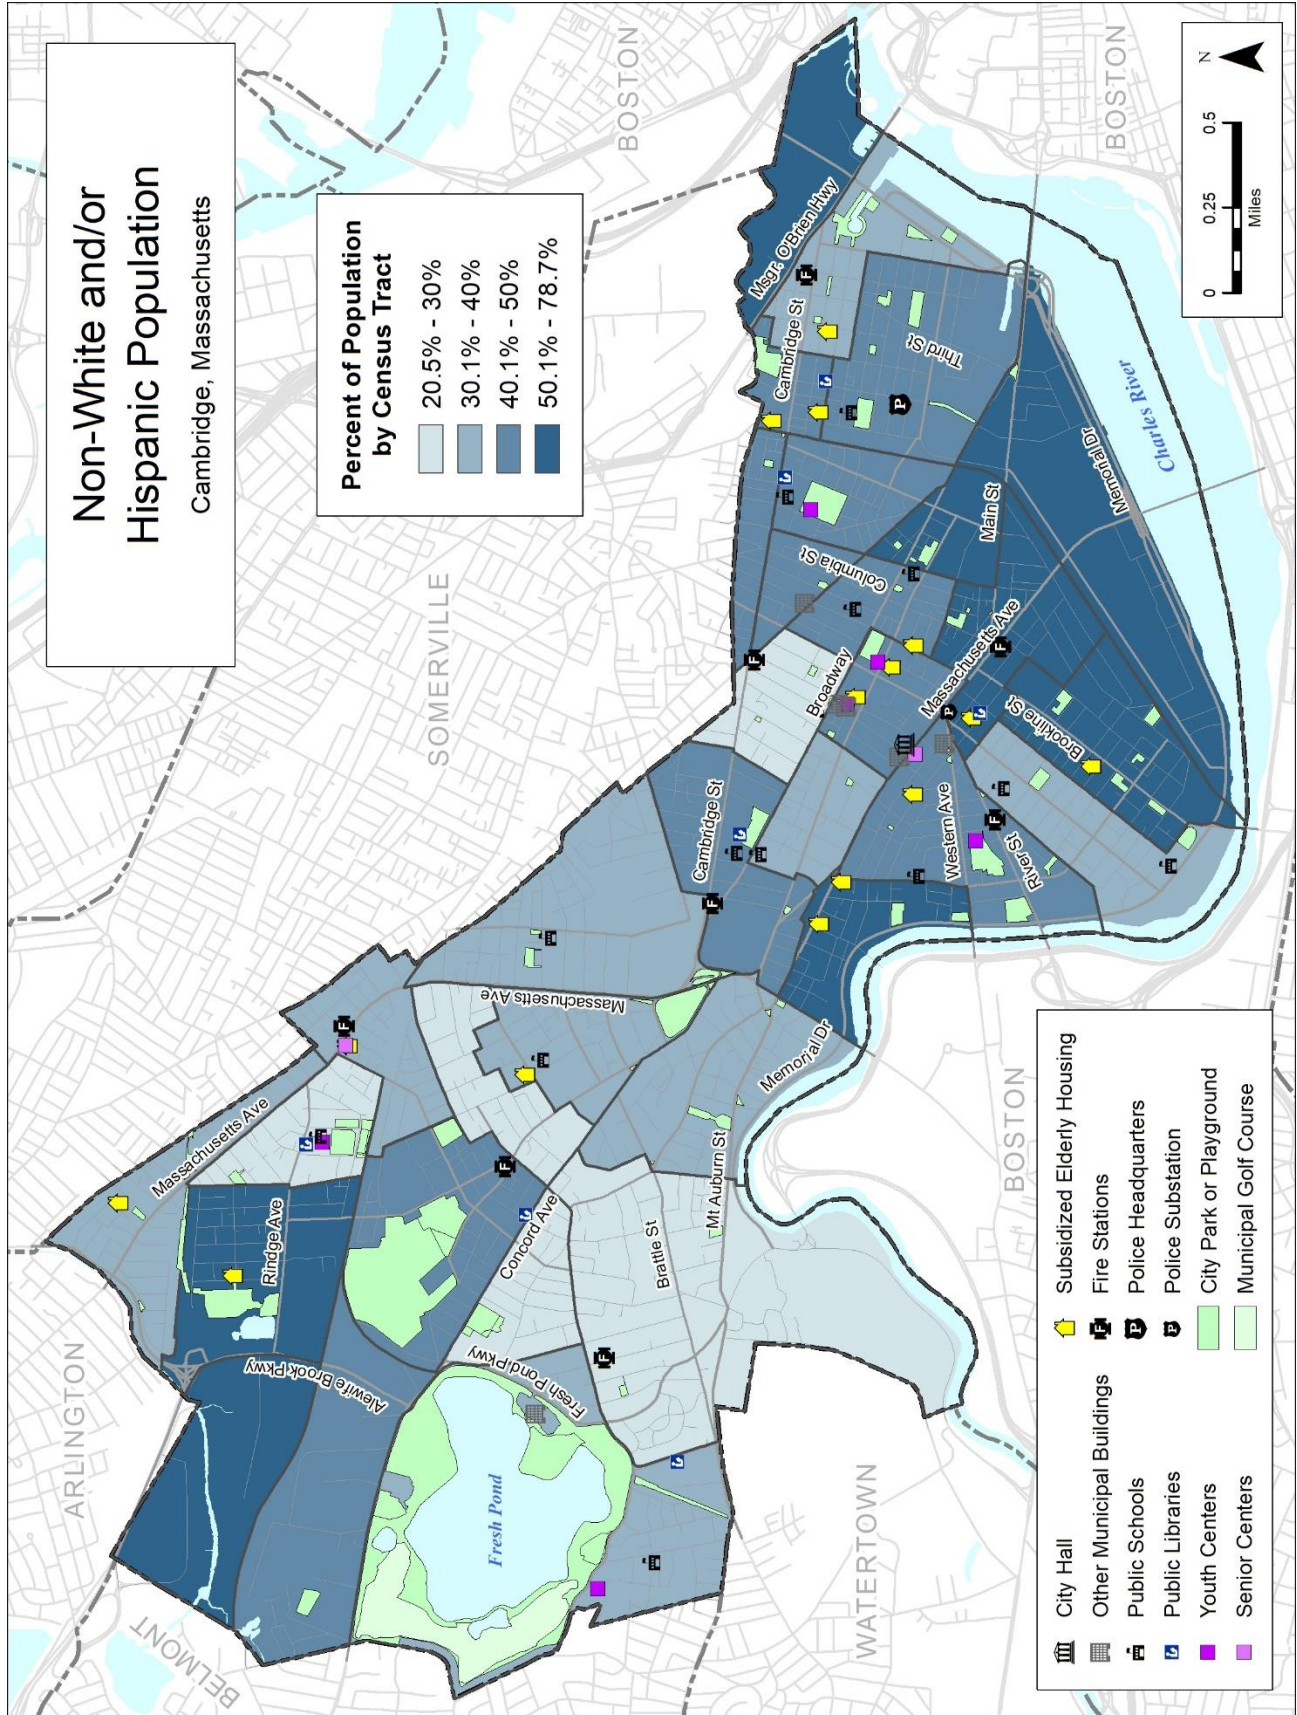 Non-White and/or
Hispanic Population
Cambridge, Massachusetts
Percent of Population
by Census Tract
20.5% - 30%
30.1% - 40%
40.1% - 50%
50.1% - 78.7%
ARLINGTON
BELMONT
SOMERVILLE
BOSTON
WATERTOWN
BOSTON
BOSTON
Massachusetts Ave
Rindge Ave
Alewife Brook Pkwy
Concord Ave
Fresh Pond Pkwy
Fresh Pond
Brattle St
Mt Auburn St
Massachusetts Ave
Memorial Dr
Cambridge St
Broadway
Columbia St
Cambridge St
Msgr. O'Brien Hwy
Third St
Main St
Massachusetts Ave
Western Ave
River St
Brookline St
Memorial Dr
Charles River
F
F
F
F
F
F
F
F
P
P
City Hall
Other Municipal Buildings
Public Schools
Public Libraries
Youth Centers
Senior Centers
Subsidized Elderly Housing
F Fire Stations
P Police Headquarters
P Police Substation
City Park or Playground
Municipal Golf Course
N
0 0.25 0.5
Miles